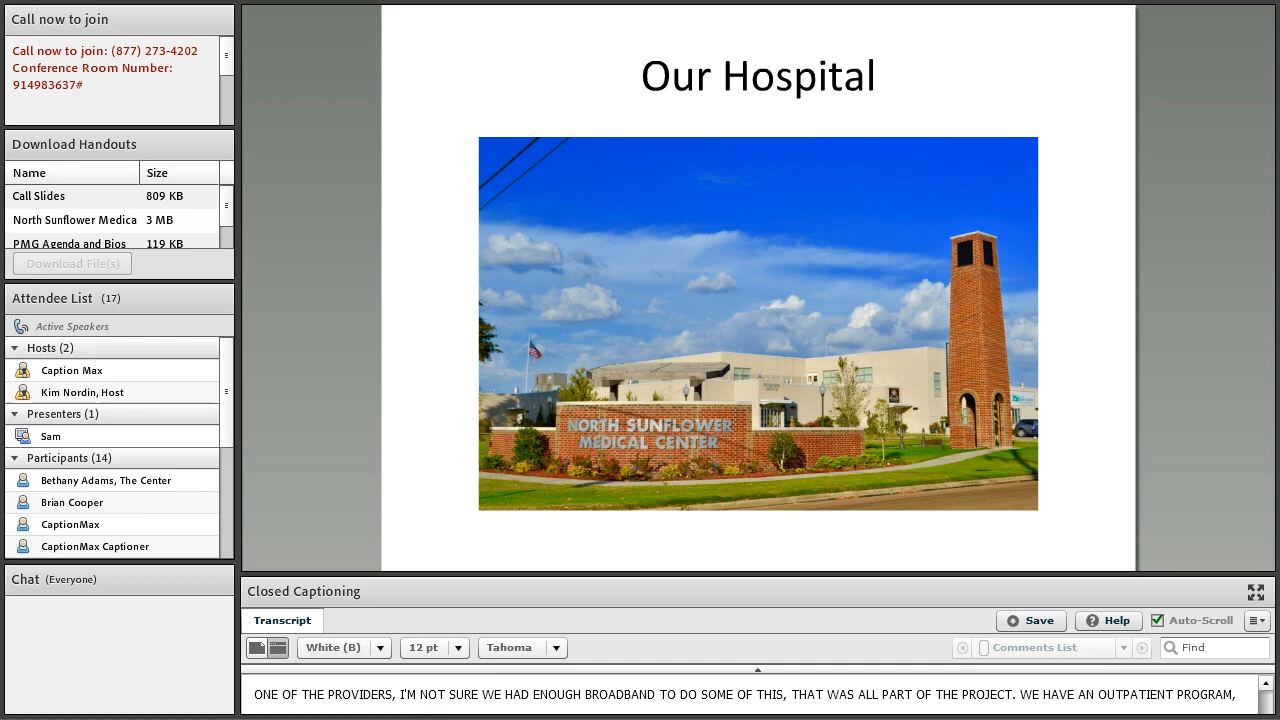 Call now to join
Call now to join: (877) 273-4202
Conference Room Number:
914983637#
Download Handouts
Name Size
Call Slides 809 KB
North Sunflower Medica 3 MB
PMG Agenda and Bios 119 KB
Download File(s)
Attendee List (17)
Active Speakers
Hosts (2)
Caption Max
Kim Nordin, Host
Presenters (1)
Sam
Participants (14)
Bethany Adams, The Center
Brian Cooper
CaptionMax
CaptionMax Captioner
Chat (Everyone)
Our Hospital
NORTH SUNFLOWER
MEDICAL CENTER
Closed Captioning
Transcript
Save Help Auto-Scroll
White (B) 12 pt Tahoma Comments List Find
ONE OF THE PROVIDERS, I'M NOT SURE WE HAD ENOUGH BROADBAND TO DO SOME OF THIS, THAT WAS ALL PART OF THE PROJECT. WE HAVE AN OUTPATIENT PROGRAM,